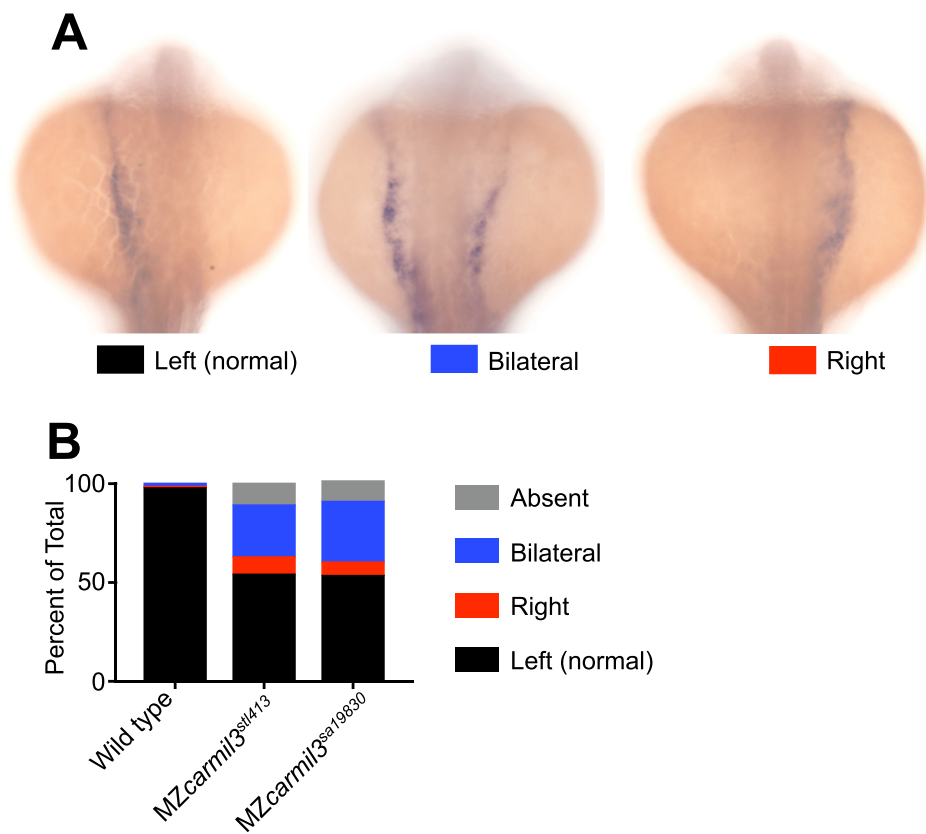 A
Left (normal)
Bilateral
Right
B
Percent of Total
100
50
0
Wild type
MZcarmil3stl413
MZcarmil3sa19830
Absent
Bilateral
Right
Left (normal)